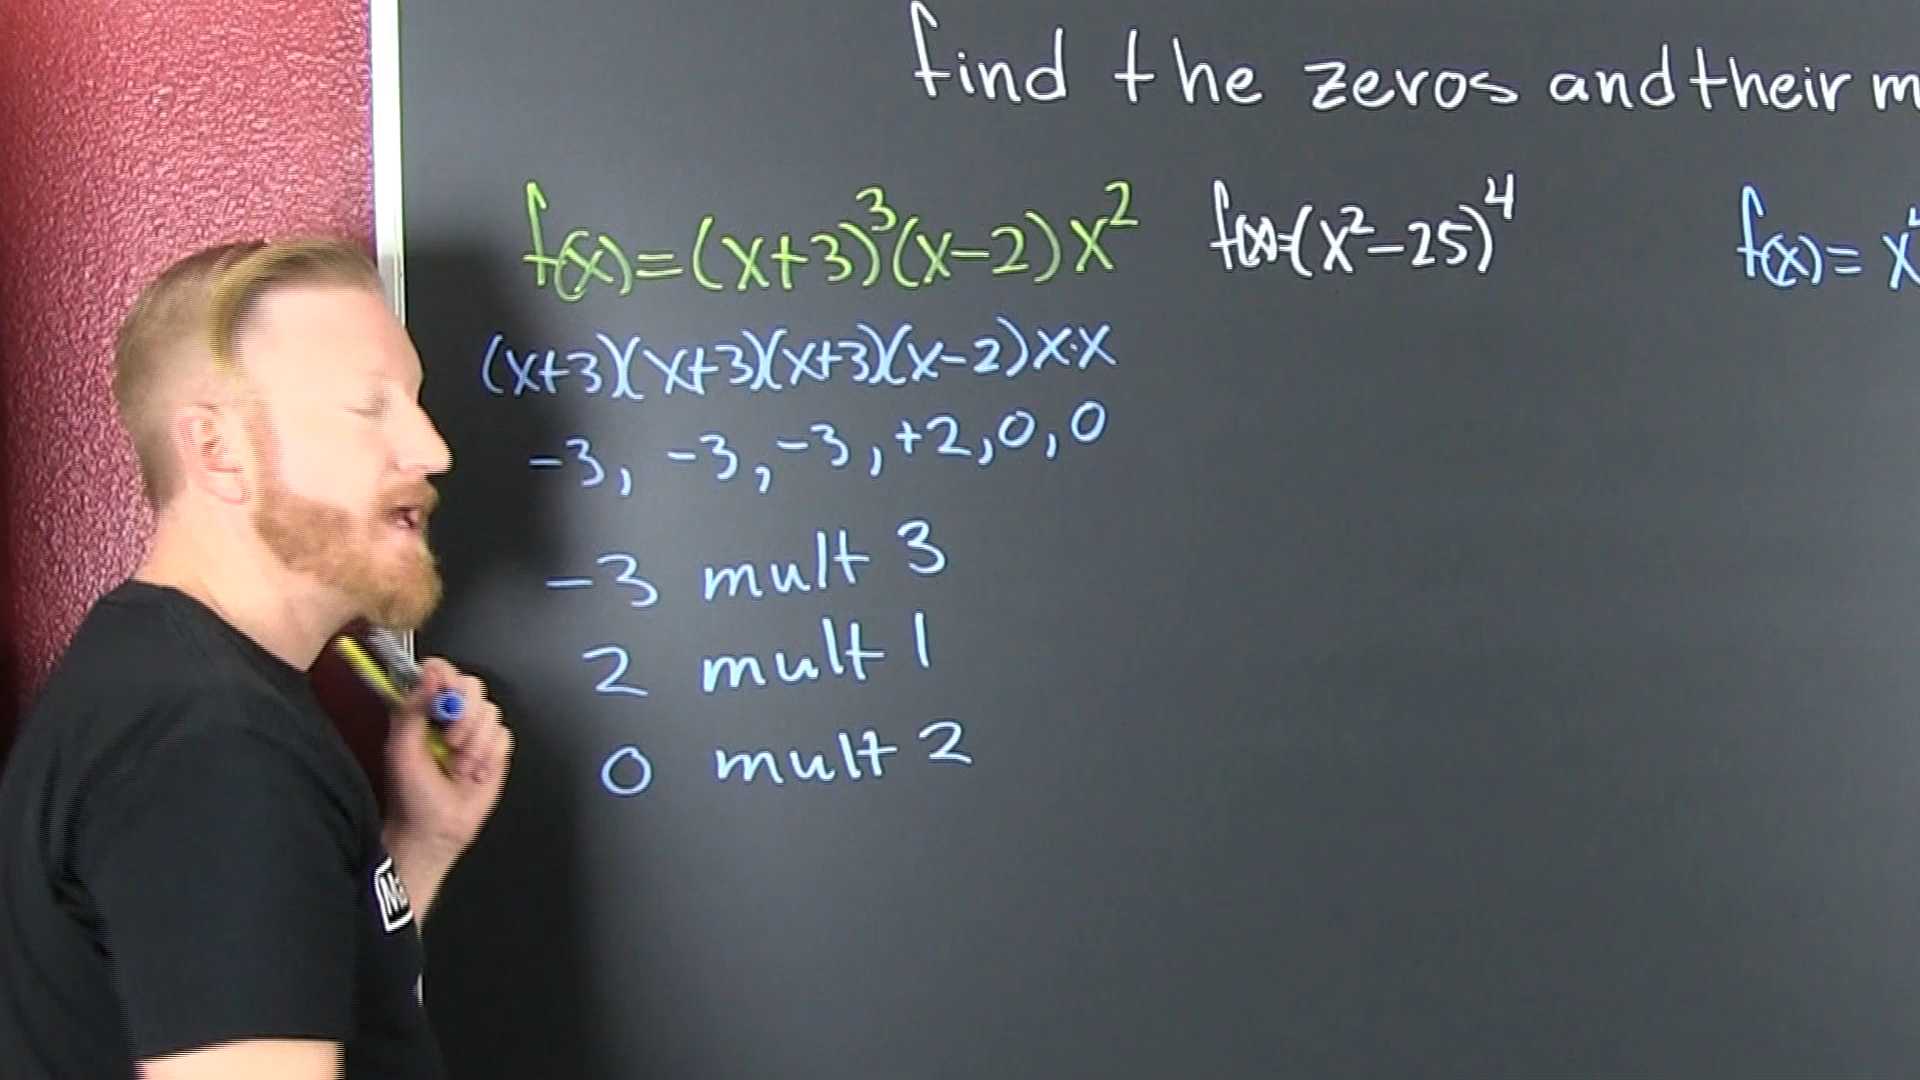 find the zeros and their m
f(x)=(x+3)³(x-2)x²
f(x)=(x²-25)⁴
f(x)= x⁴
(x+3)(x+3)(x+3)(x-2)x·x
-3, -3, -3, +2, 0, 0
-3 mult 3
2 mult 1
0 mult 2